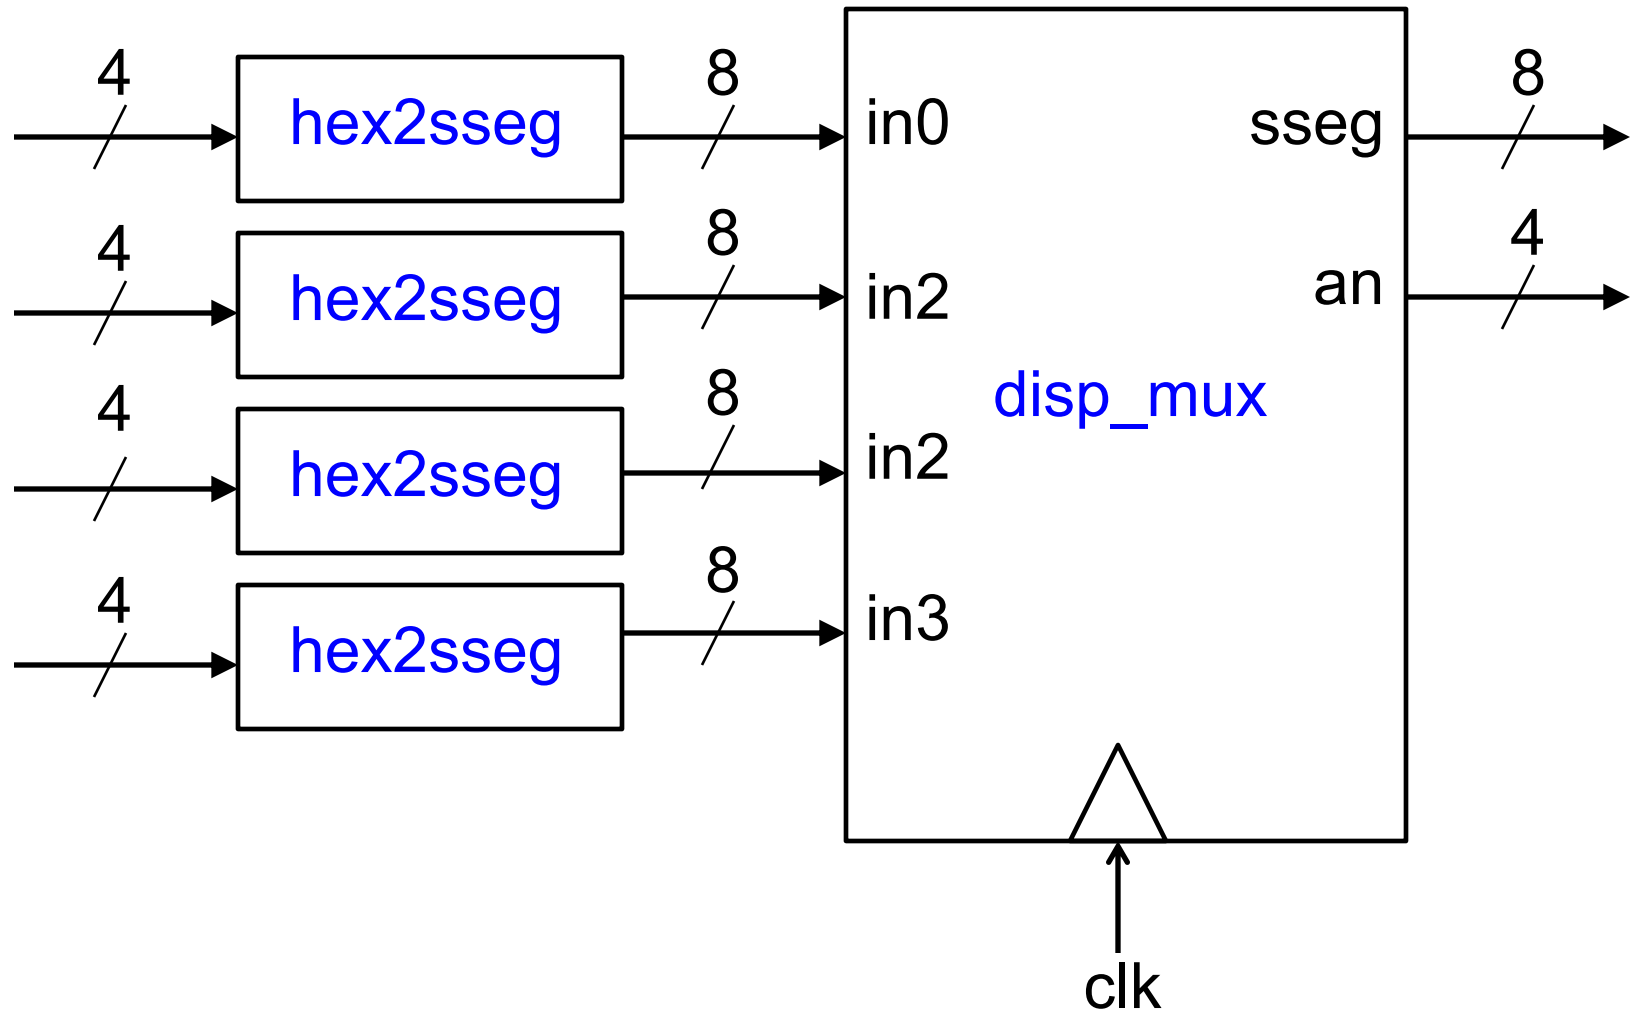 4
hex2sseg
8
in0
sseg
8
4
hex2sseg
8
in2
an
4
disp_mux
4
hex2sseg
8
in2
4
hex2sseg
8
in3
clk